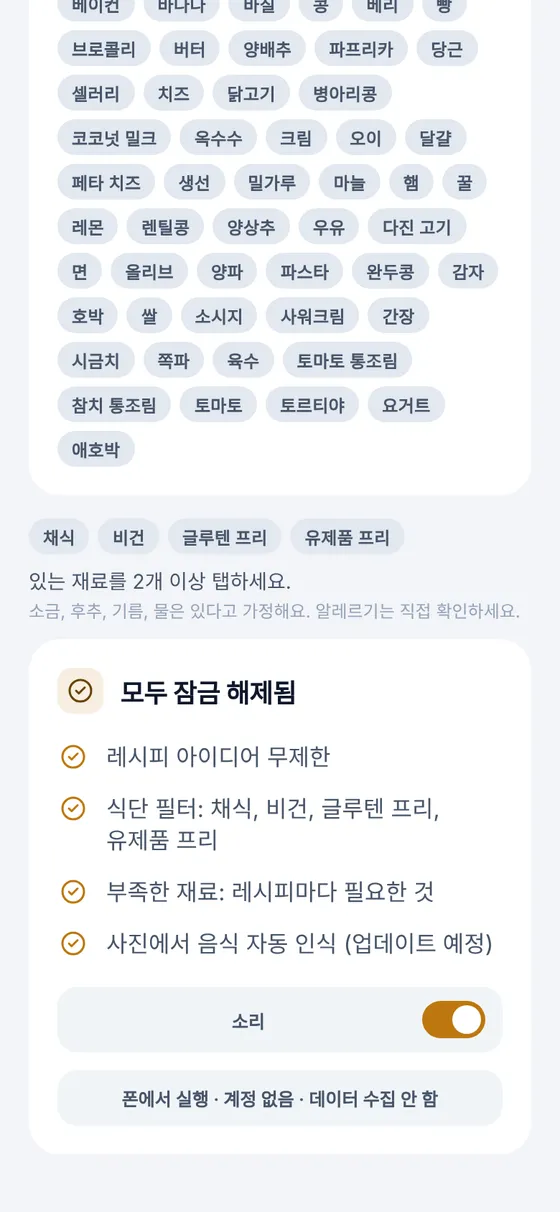 베이컨 바나나 바질 콩 베리 빵
브로콜리 버터 양배추 파프리카 당근
셀러리 치즈 닭고기 병아리콩
코코넛 밀크 옥수수 크림 오이 달걀
페타 치즈 생선 밀가루 마늘 햄 꿀
레몬 렌틸콩 양상추 우유 다진 고기
면 올리브 양파 파스타 완두콩 감자
호박 쌀 소시지 사워크림 간장
시금치 쪽파 육수 토마토 통조림
참치 통조림 토마토 토르티야 요거트
애호박
채식 비건 글루텐 프리 유제품 프리
있는 재료를 2개 이상 탭하세요.
소금, 후추, 기름, 물은 있다고 가정해요. 알레르기는 직접 확인하세요.
모두 잠금 해제됨
레시피 아이디어 무제한
식단 필터: 채식, 비건, 글루텐 프리,
유제품 프리
부족한 재료: 레시피마다 필요한 것
사진에서 음식 자동 인식 (업데이트 예정)
소리
폰에서 실행 · 계정 없음 · 데이터 수집 안 함